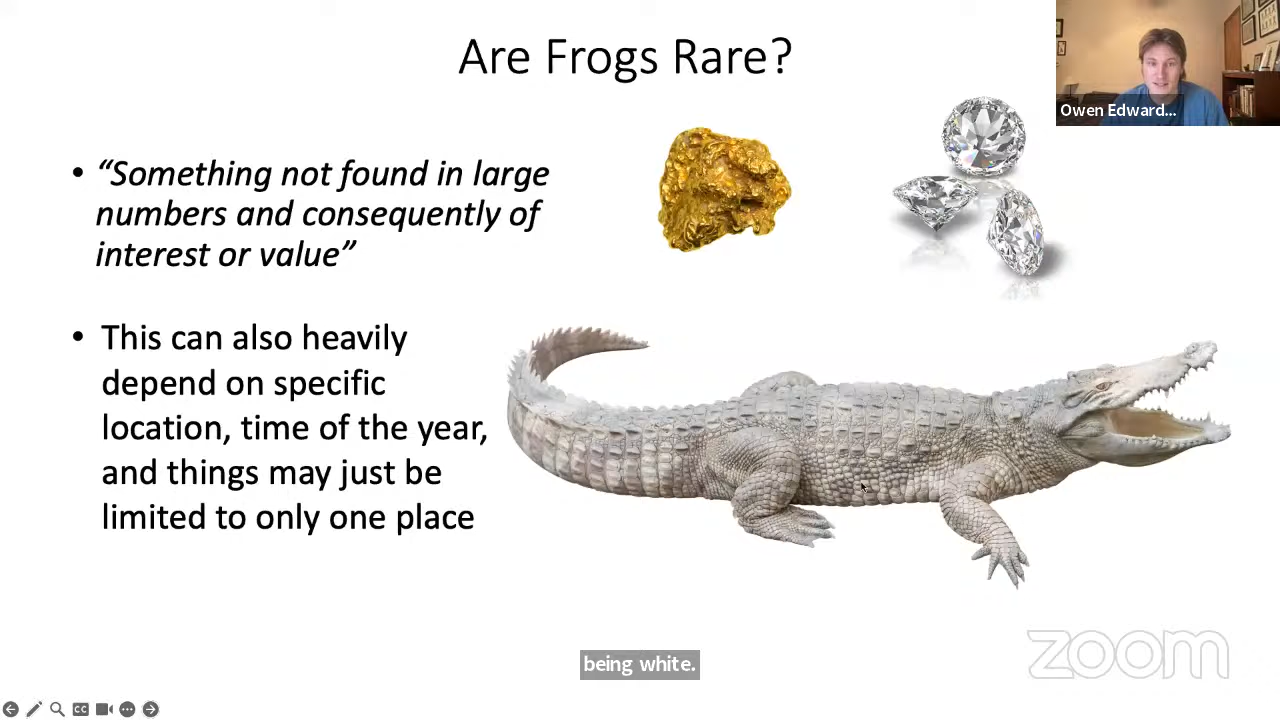 Are Frogs Rare?
Owen Edward...
• “Something not found in large
numbers and consequently of
interest or value”
• This can also heavily
depend on specific
location, time of the year,
and things may just be
limited to only one place
being white.
zoom
CC